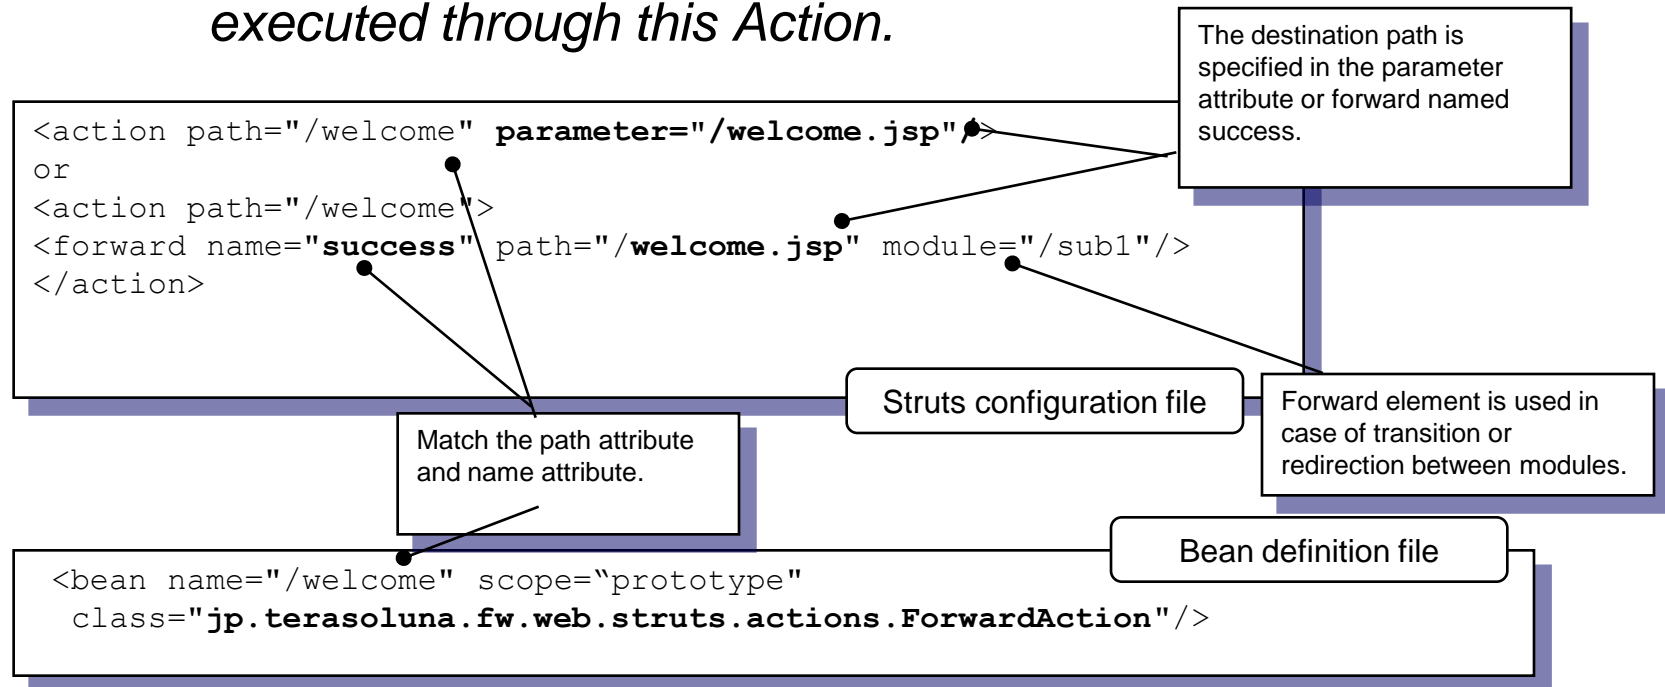 executed through this Action.
The destination path is
specified in the parameter
attribute or forward named
success.
<action path="/welcome" parameter="/welcome.jsp"/>
or
<action path="/welcome">
<forward name="success" path="/welcome.jsp" module="/sub1"/>
</action>
Struts configuration file
Forward element is used in
case of transition or
redirection between modules.
Match the path attribute
and name attribute.
Bean definition file
<bean name="/welcome" scope=“prototype"
class="jp.terasoluna.fw.web.struts.actions.ForwardAction"/>